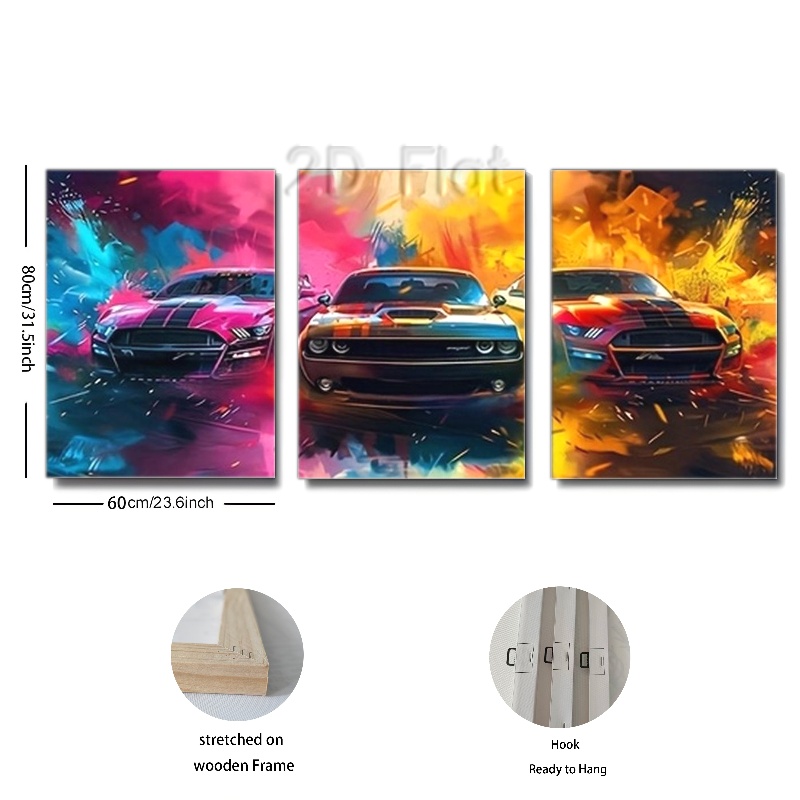 2D Flat
80cm/31.5inch
60cm/23.6inch
stretched on
wooden Frame
Hook
Ready to Hang